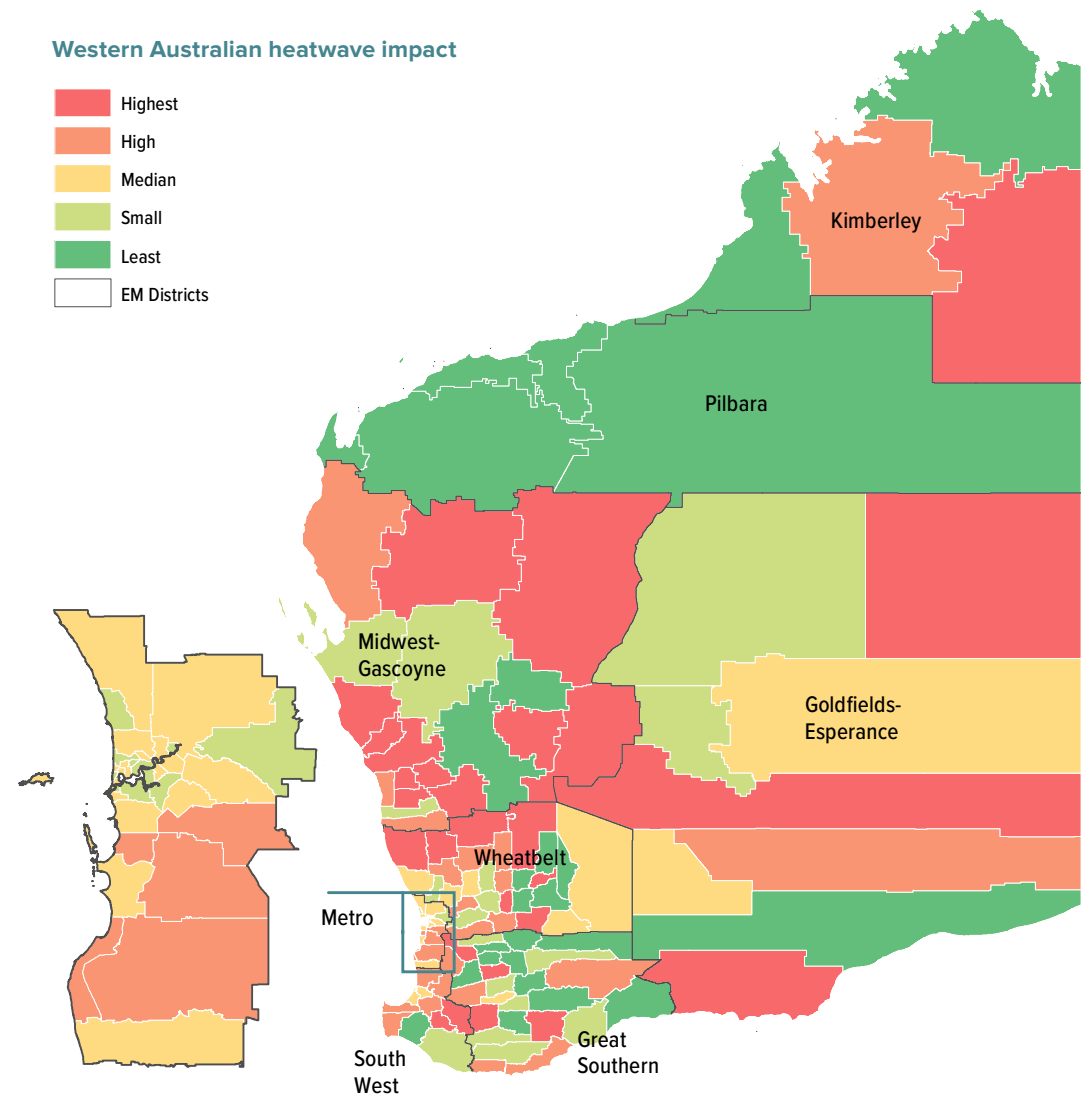 Western Australian heatwave impact
Highest
High
Median
Small
Least
EM Districts
Kimberley
Pilbara
Midwest-
Gascoyne
Goldfields-
Esperance
Wheatbelt
Metro
South
West
Great
Southern